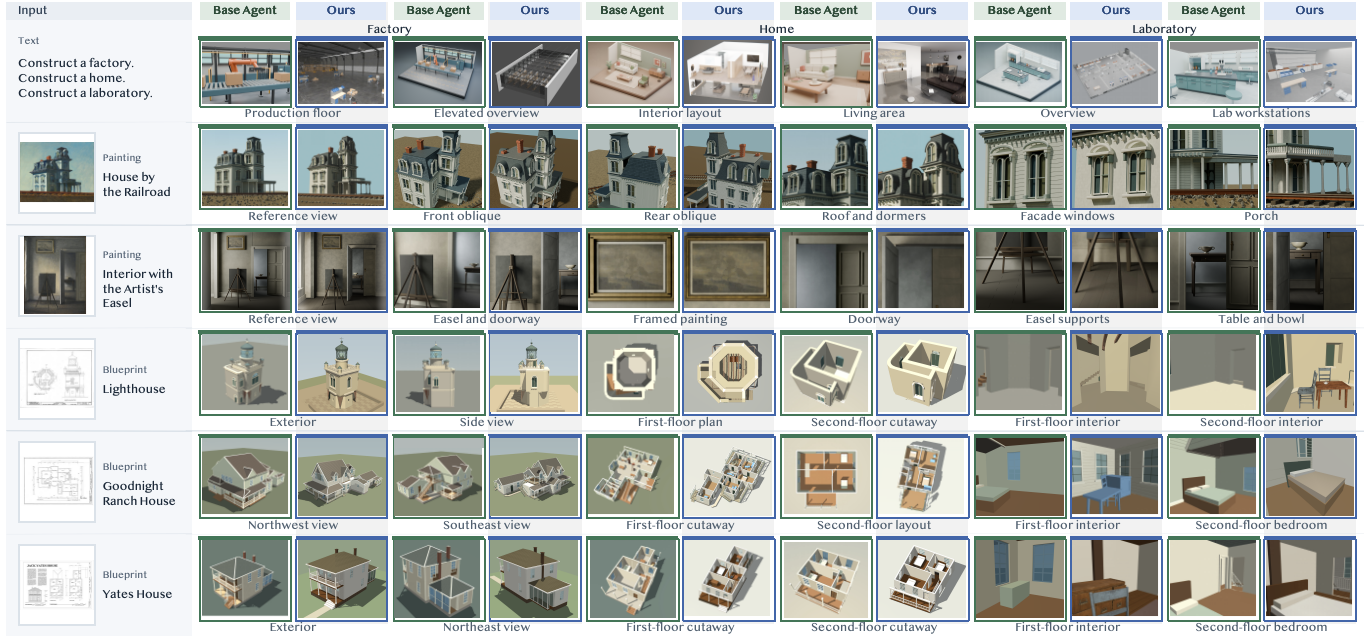 Input Base Agent Ours Base Agent Ours Base Agent Ours Base Agent Ours Base Agent Ours Base Agent Ours
Factory Home Laboratory
Text
Construct a factory.
Construct a home.
Construct a laboratory.
Production floor Elevated overview Interior layout Living area Overview Lab workstations
Painting
House by
the Railroad
Reference view Front oblique Rear oblique Roof and dormers Facade windows Porch
Painting
Interior with
the Artist's
Easel
Reference view Easel and doorway Framed painting Doorway Easel supports Table and bowl
Blueprint
Lighthouse
Exterior Side view First-floor plan Second-floor cutaway First-floor interior Second-floor interior
Blueprint
Goodnight
Ranch House
Northwest view Southeast view First-floor cutaway Second-floor layout First-floor interior Second-floor bedroom
Blueprint
Yates House
Exterior Northeast view First-floor cutaway Second-floor cutaway First-floor interior Second-floor bedroom